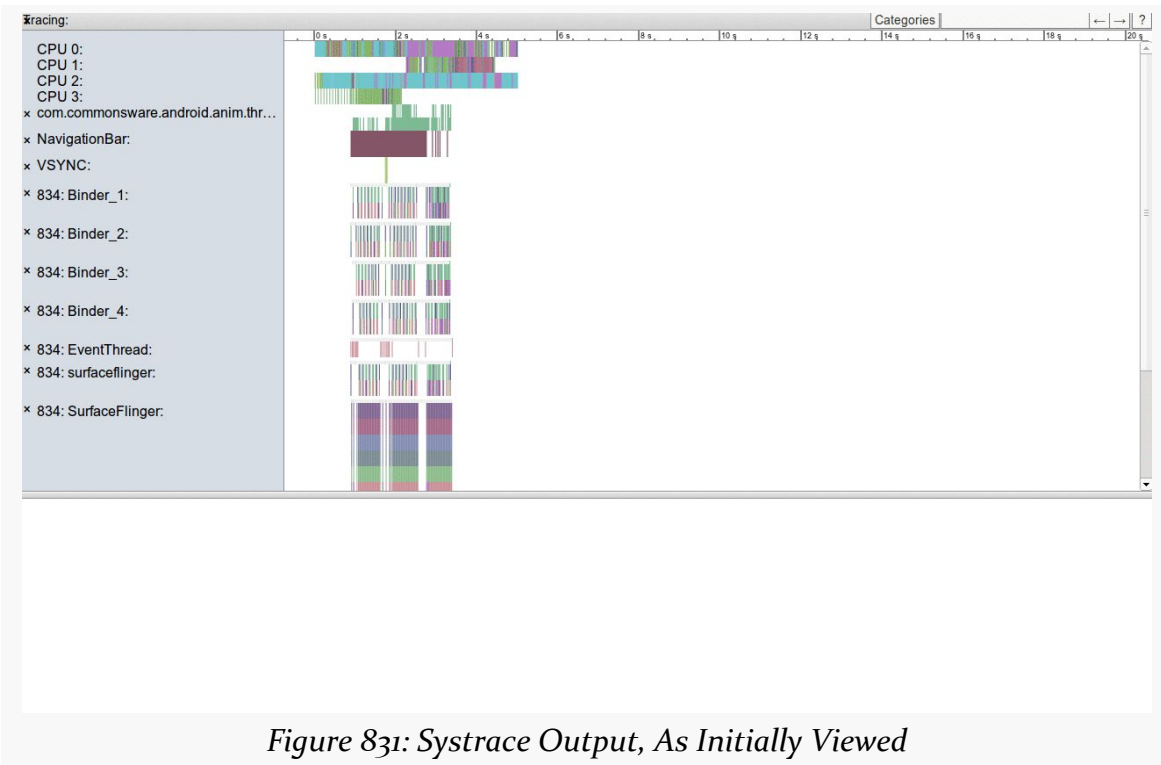 Tracing:
Categories
← → ?
0 s 2 s 4 s 6 s 8 s 10 s 12 s 14 s 16 s 18 s 20 s
CPU 0:
CPU 1:
CPU 2:
CPU 3:
× com.commonsware.android.anim.thr...
× NavigationBar:
× VSYNC:
× 834: Binder_1:
× 834: Binder_2:
× 834: Binder_3:
× 834: Binder_4:
× 834: EventThread:
× 834: surfaceflinger:
× 834: SurfaceFlinger:
Figure 831: Systrace Output, As Initially Viewed